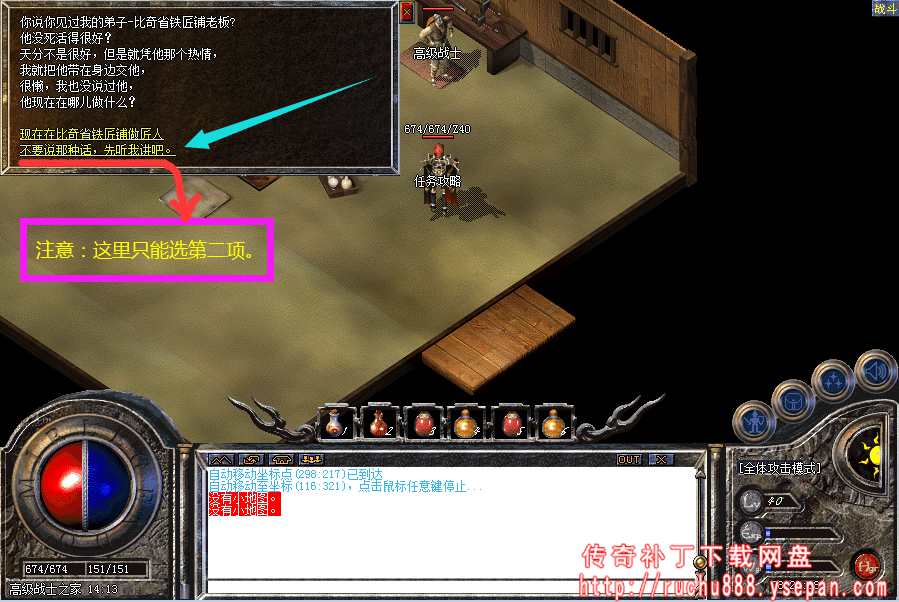 你说你见过我的弟子-比奇省铁匠铺老板?
他没死活得很好?
天分不是很好，但是就凭他那个热情，
我就把他带在身边交他，
很懒，我也没说过他，
他现在在哪儿做什么?
现在在比奇省铁匠铺做匠人
不要说那种话，先听我讲吧。
战斗
高级战士
674/674/Z40
任务攻略
注意：这里只能选第二项。
1
2
3
4
5
6
OUT
自动移动坐标点(298:217)已到达
自动移动至坐标(116:321)，点击鼠标任意键停止...
没有小地图。
没有小地图。
[全体攻击模式]
Lv 40
Exp
674/674
151/151
高级战士之家 14:13
传奇补丁下载网盘
http://ruchu888.ysepan.com